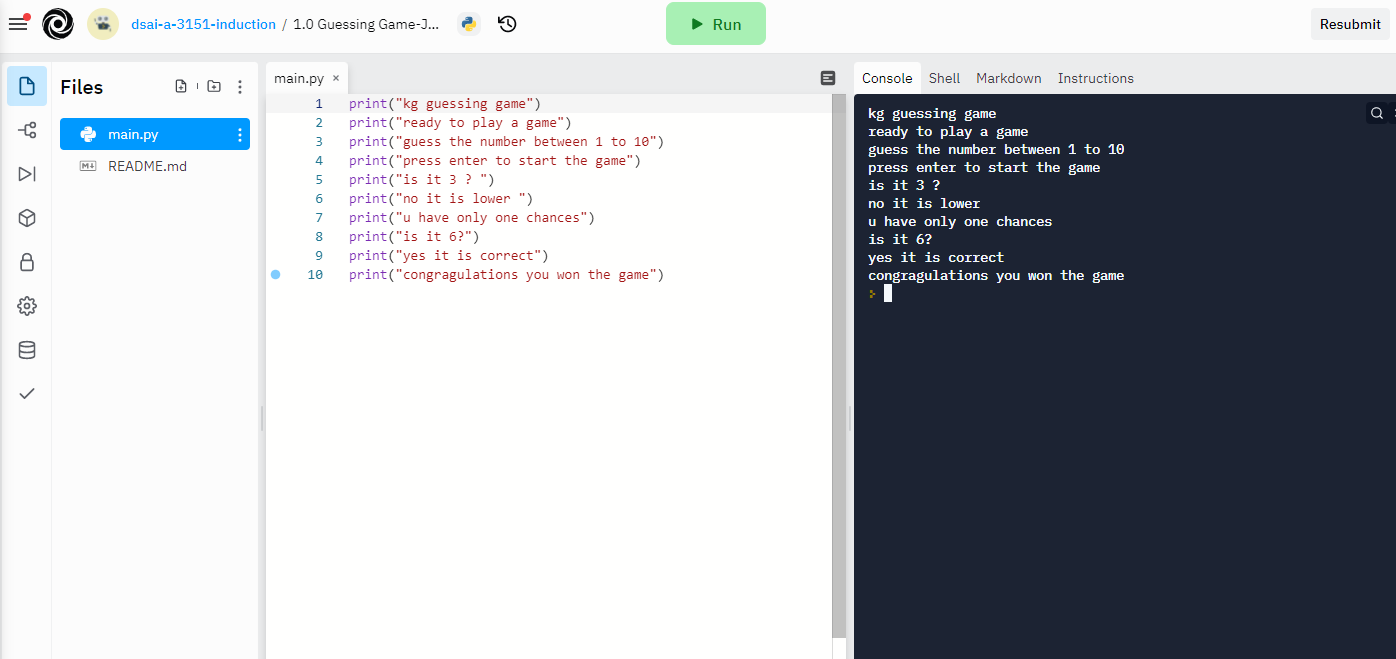 dsai-a-3151-induction / 1.0 Guessing Game-J...
Run
Resubmit
Files
main.py
README.md
main.py ×
1 print("kg guessing game")
2 print("ready to play a game")
3 print("guess the number between 1 to 10")
4 print("press enter to start the game")
5 print("is it 3 ? ")
6 print("no it is lower ")
7 print("u have only one chances")
8 print("is it 6?")
9 print("yes it is correct")
10 print("congragulations you won the game")
Console Shell Markdown Instructions
kg guessing game
ready to play a game
guess the number between 1 to 10
press enter to start the game
is it 3 ?
no it is lower
u have only one chances
is it 6?
yes it is correct
congragulations you won the game